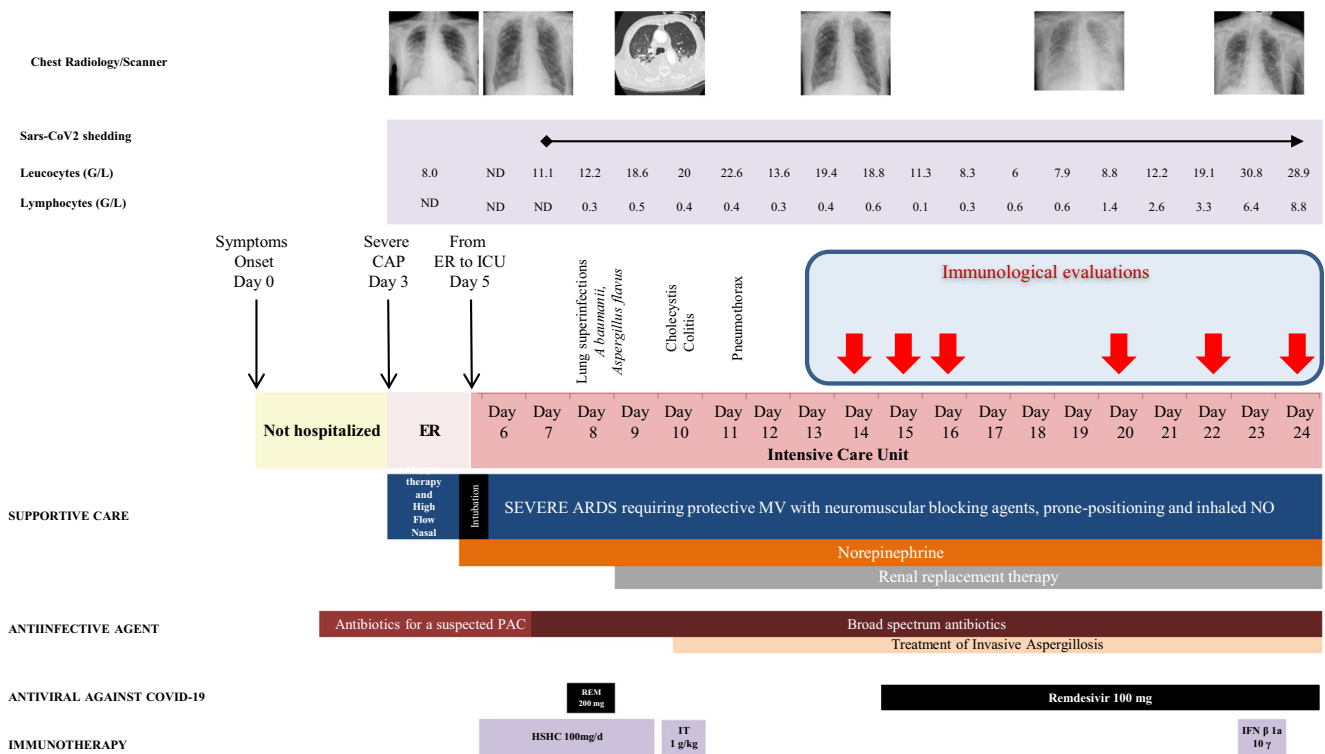 Chest Radiology/Scanner
Sars-CoV2 shedding
Leucocytes (G/L) 8.0 ND 11.1 12.2 18.6 20 22.6 13.6 19.4 18.8 11.3 8.3 6 7.9 8.8 12.2 19.1 30.8 28.9
Lymphocytes (G/L) ND ND ND 0.3 0.5 0.4 0.4 0.3 0.4 0.6 0.1 0.3 0.6 0.6 1.4 2.6 3.3 6.4 8.8
Symptoms
Onset
Day 0
Severe
CAP
Day 3
From
ER to ICU
Day 5
Lung superinfections
A baumanii,
Aspergillus flavus
Cholecystis
Colitis
Pneumothorax
Immunological evaluations
Not hospitalized
ER
Day Day Day Day Day Day Day Day Day Day Day Day Day Day Day Day Day Day Day
6 7 8 9 10 11 12 13 14 15 16 17 18 19 20 21 22 23 24
Intensive Care Unit
SUPPORTIVE CARE
therapy
and
High
Flow
Nasal
Intubation
SEVERE ARDS requiring protective MV with neuromuscular blocking agents, prone-positioning and inhaled NO
Norepinephrine
Renal replacement therapy
ANTIINFECTIVE AGENT
Antibiotics for a suspected PAC
Broad spectrum antibiotics
Treatment of Invasive Aspergillosis
ANTIVIRAL AGAINST COVID-19
REM
200 mg
Remdesivir 100 mg
IMMUNOTHERAPY
HSHC 100mg/d
IT
1 g/kg
IFN β 1a
10 γ